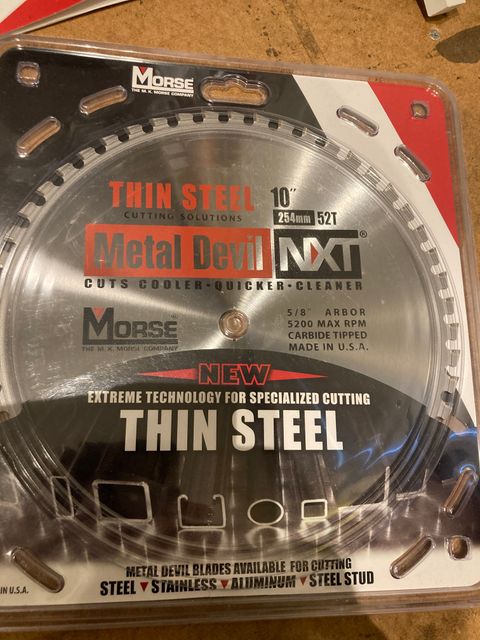 MORSE
THE M. K. MORSE COMPANY
THIN STEEL 10"
CUTTING SOLUTIONS 254mm 52T
Metal Devil NXT®
CUTS COOLER-QUICKER-CLEANER
MORSE®
THE M. K. MORSE COMPANY
5/8" ARBOR
5200 MAX RPM
CARBIDE TIPPED
MADE IN U.S.A.
NEW
EXTREME TECHNOLOGY FOR SPECIALIZED CUTTING
THIN STEEL
METAL DEVIL BLADES AVAILABLE FOR CUTTING
STEEL ▼ STAINLESS ▼ ALUMINUM ▼ STEEL STUD
IN U.S.A.